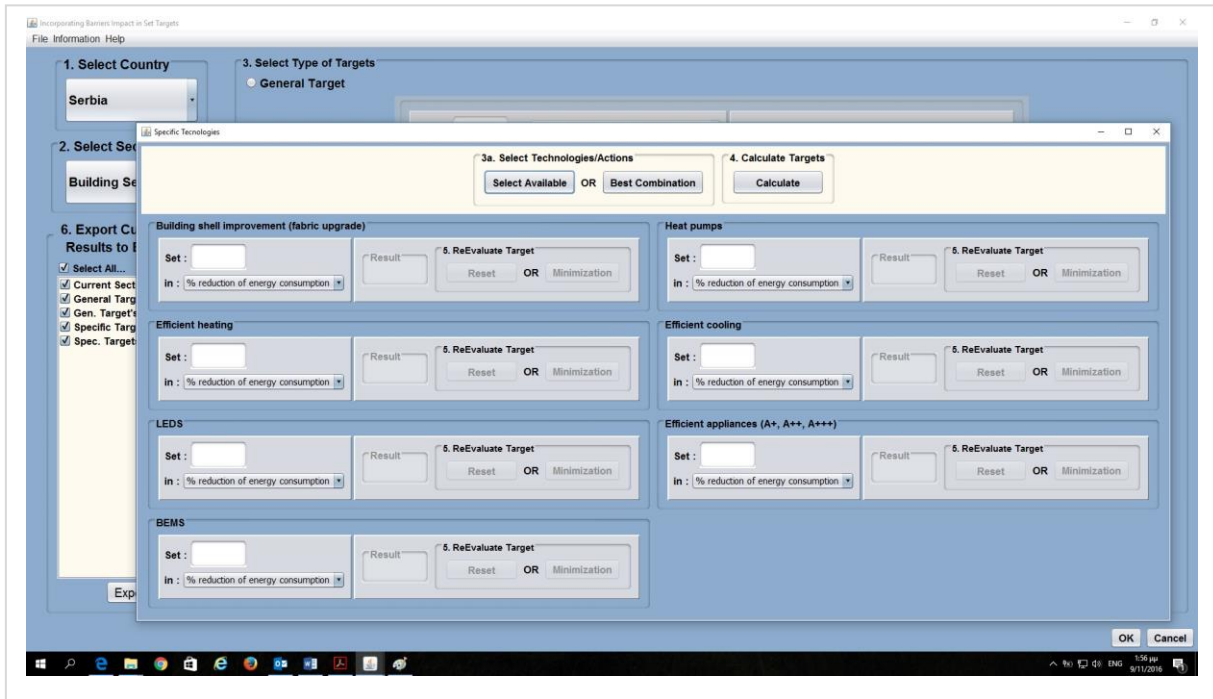 Incorporating Barriers Impact in Set Targets
File Information Help
1. Select Country
Serbia
3. Select Type of Targets
General Target
2. Select Sec
Building Se
6. Export Cu
Results to E
Select All...
Current Sect
General Targ
Gen. Target's
Specific Targ
Spec. Target
Exp
Specific Tecnologies
3a. Select Technologies/Actions
Select Available OR Best Combination
4. Calculate Targets
Calculate
Building shell improvement (fabric upgrade)
Set :
in : % reduction of energy consumption
Result
5. ReEvaluate Target
Reset OR Minimization
Heat pumps
Set :
in : % reduction of energy consumption
Result
5. ReEvaluate Target
Reset OR Minimization
Efficient heating
Set :
in : % reduction of energy consumption
Result
5. ReEvaluate Target
Reset OR Minimization
Efficient cooling
Set :
in : % reduction of energy consumption
Result
5. ReEvaluate Target
Reset OR Minimization
LEDS
Set :
in : % reduction of energy consumption
Result
5. ReEvaluate Target
Reset OR Minimization
Efficient appliances (A+, A++, A+++)
Set :
in : % reduction of energy consumption
Result
5. ReEvaluate Target
Reset OR Minimization
BEMS
Set :
in : % reduction of energy consumption
Result
5. ReEvaluate Target
Reset OR Minimization
OK Cancel
ENG
1:56 μμ
9/11/2016